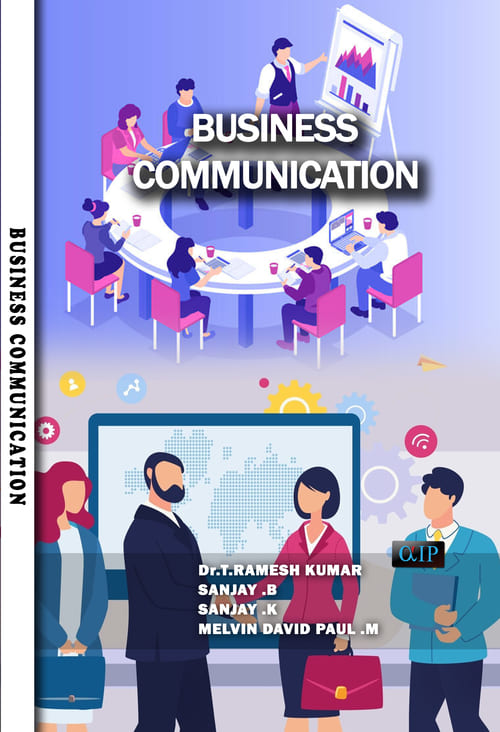 BUSINESS
COMMUNICATION
BUSINESS COMMUNICATION
αIP
Dr.T.RAMESH KUMAR
SANJAY .B
SANJAY .K
MELVIN DAVID PAUL .M